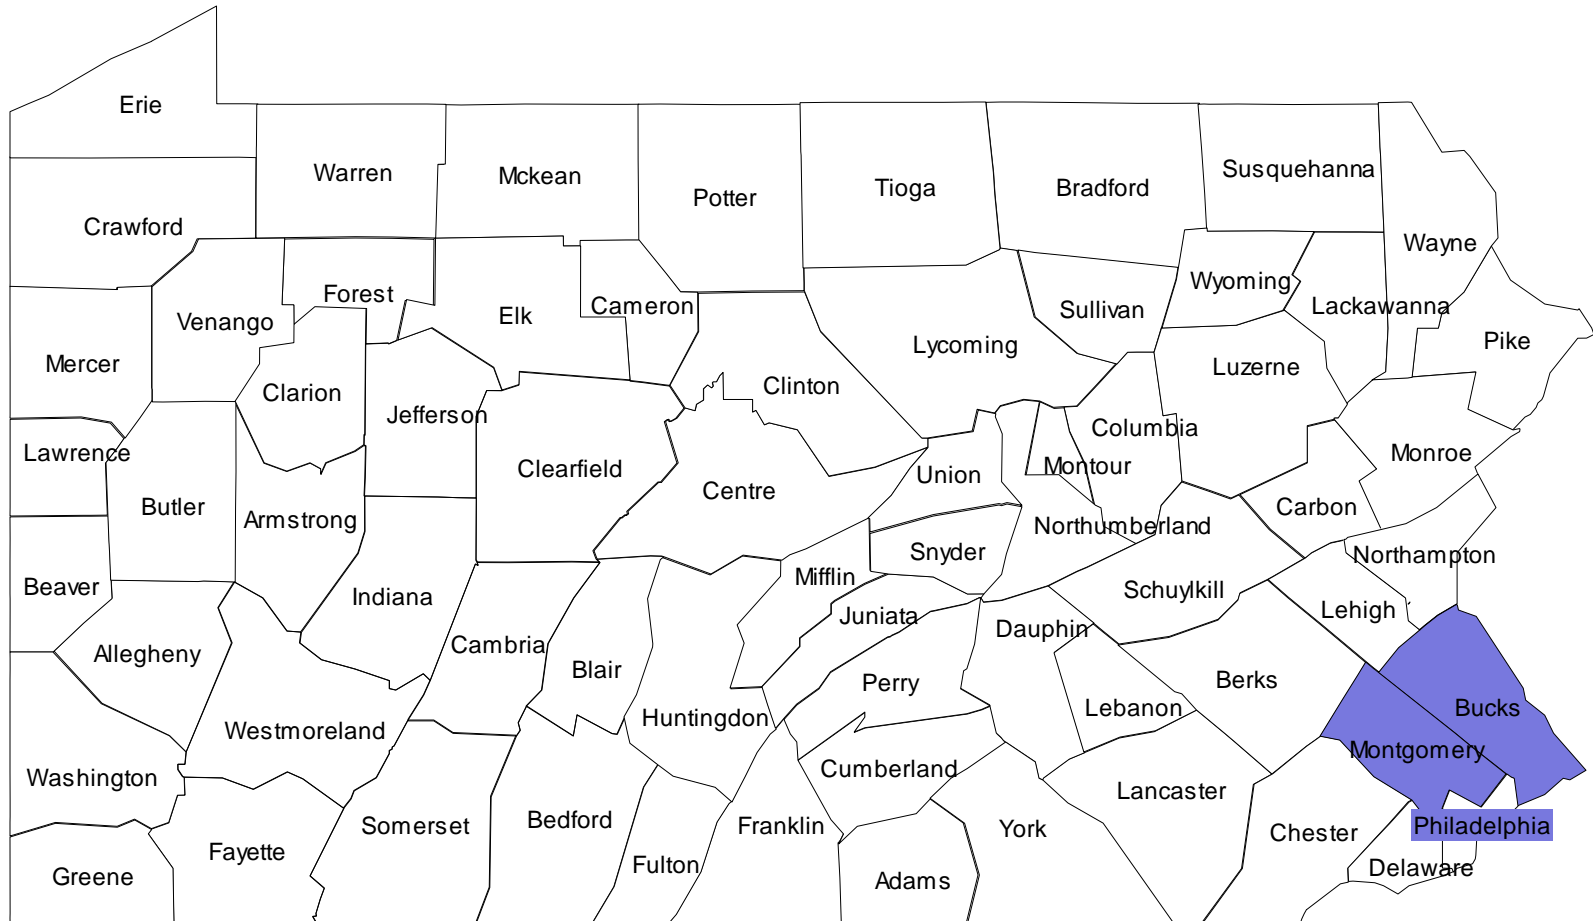 Erie
Warren
Mckean
Potter
Tioga
Bradford
Susquehanna
Crawford
Wayne
Venango
Forest
Elk
Cameron
Wyoming
Sullivan
Lackawanna
Mercer
Lycoming
Pike
Clarion
Jefferson
Clinton
Luzerne
Lawrence
Clearfield
Columbia
Montour
Monroe
Butler
Armstrong
Centre
Union
Carbon
Northumberland
Snyder
Northampton
Beaver
Indiana
Mifflin
Juniata
Schuylkill
Lehigh
Allegheny
Cambria
Blair
Dauphin
Perry
Berks
Westmoreland
Huntingdon
Lebanon
Bucks
Montgomery
Washington
Cumberland
Lancaster
Somerset
Bedford
Franklin
York
Chester
Philadelphia
Greene
Fayette
Fulton
Adams
Delaware